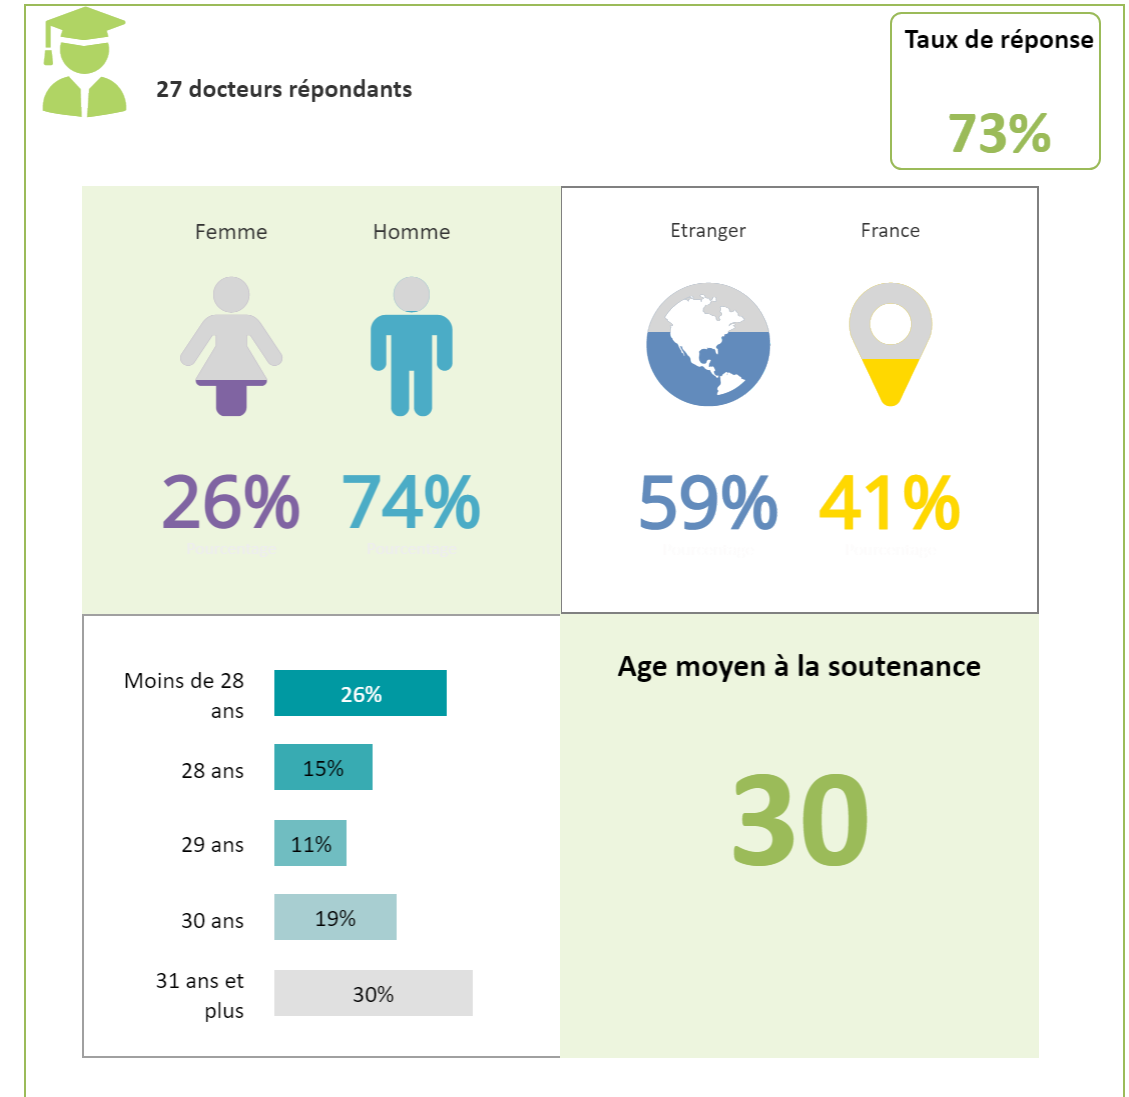 27 docteurs répondants
Taux de réponse
73%
Femme
Homme
26%
74%
Etranger
France
59%
41%
Moins de 28
ans
26%
28 ans
15%
29 ans
11%
30 ans
19%
31 ans et
plus
30%
Age moyen à la soutenance
30